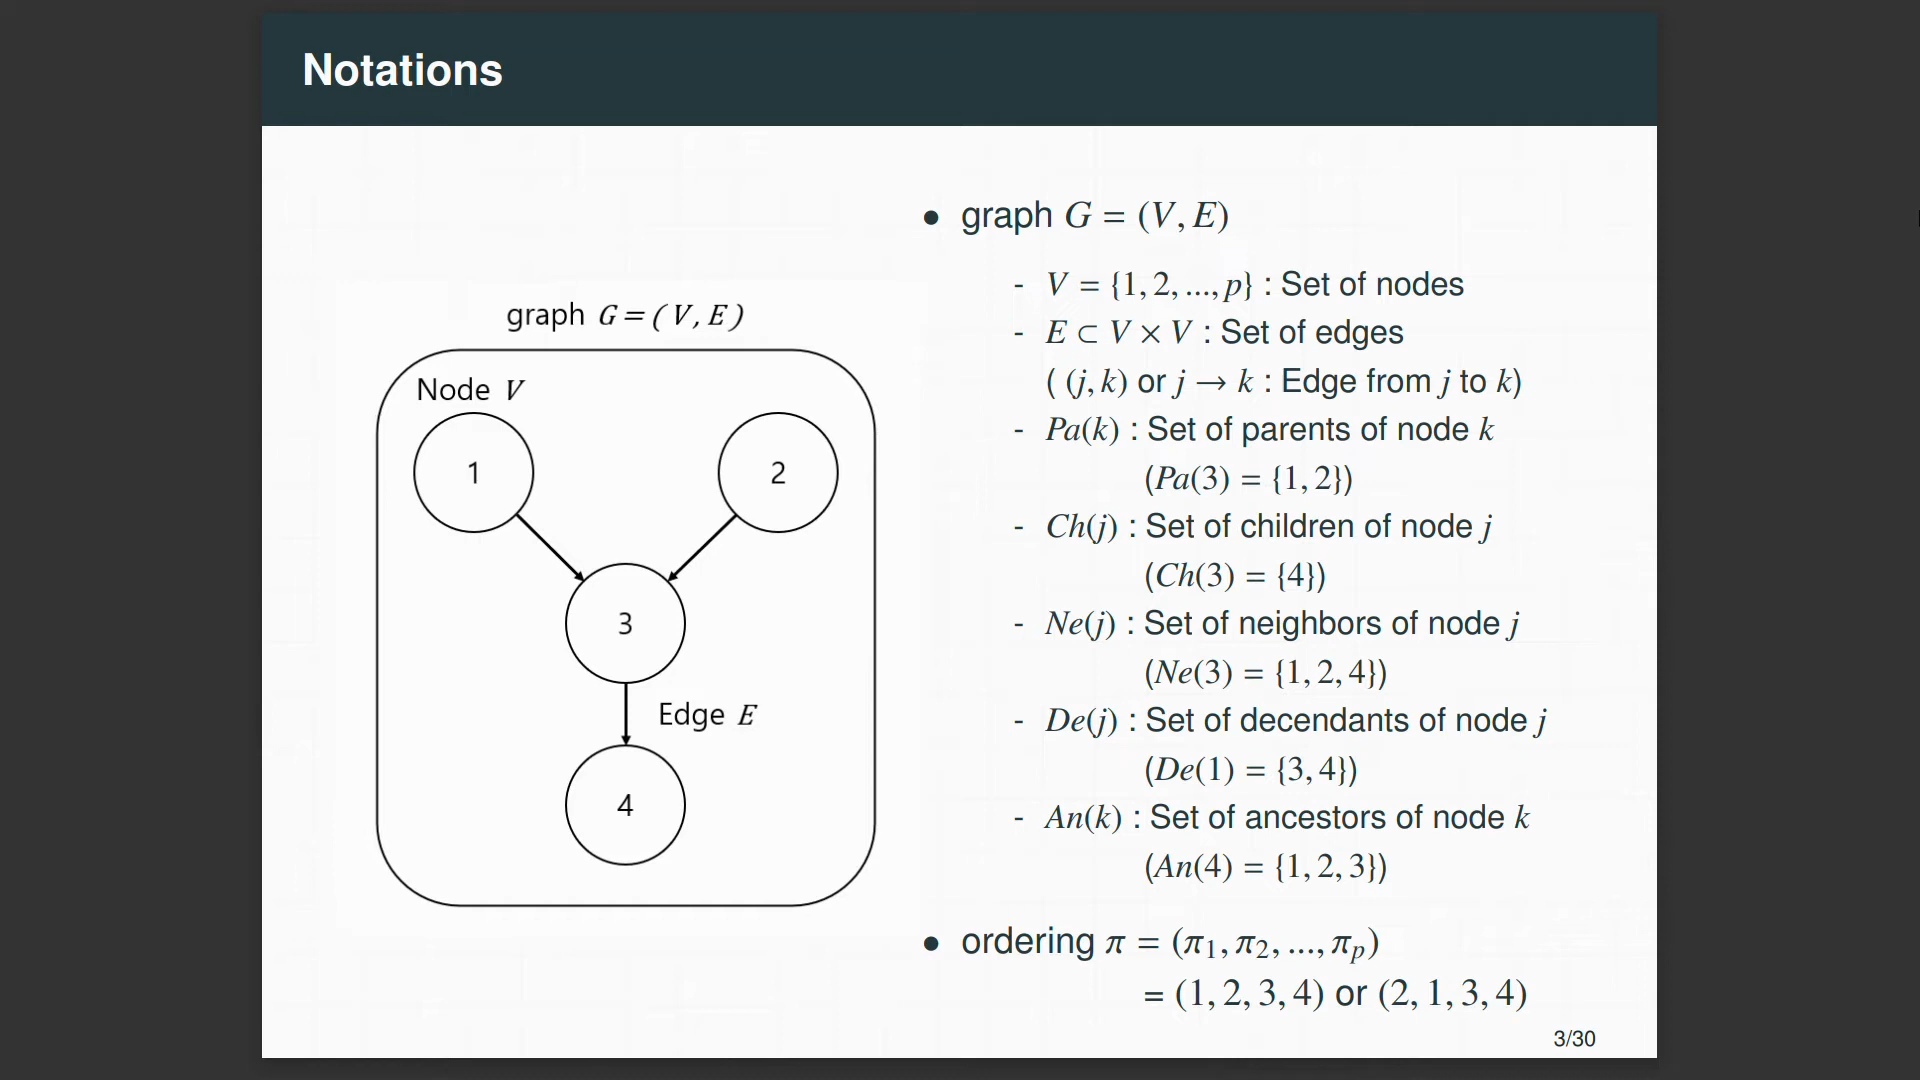 Notations
graph G = ( V , E )
Node V
1
2
3
Edge E
4
• graph G = (V, E)
- V = {1, 2, ..., p} : Set of nodes
- E ⊂ V × V : Set of edges
( (j, k) or j → k : Edge from j to k)
- Pa(k) : Set of parents of node k
(Pa(3) = {1, 2})
- Ch(j) : Set of children of node j
(Ch(3) = {4})
- Ne(j) : Set of neighbors of node j
(Ne(3) = {1, 2, 4})
- De(j) : Set of decendants of node j
(De(1) = {3, 4})
- An(k) : Set of ancestors of node k
(An(4) = {1, 2, 3})
• ordering π = (π₁, π₂, ..., πₚ)
= (1, 2, 3, 4) or (2, 1, 3, 4)
3/30